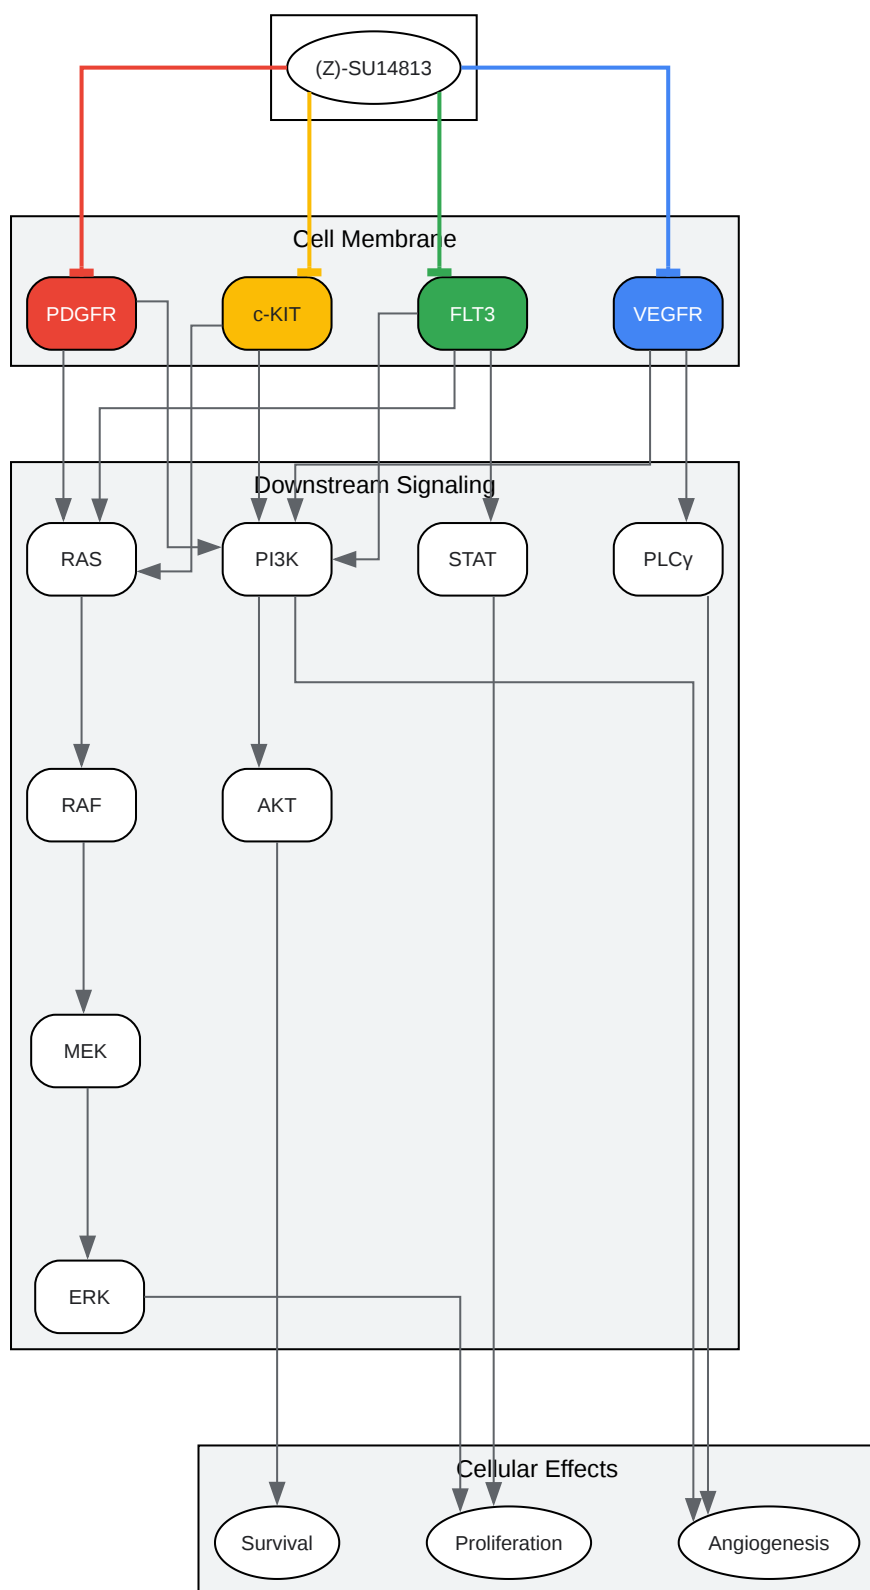 (Z)-SU14813
Cell Membrane
PDGFR
c-KIT
FLT3
VEGFR
Downstream Signaling
RAS
PI3K
STAT
PLCγ
RAF
AKT
MEK
ERK
Cellular Effects
Survival
Proliferation
Angiogenesis